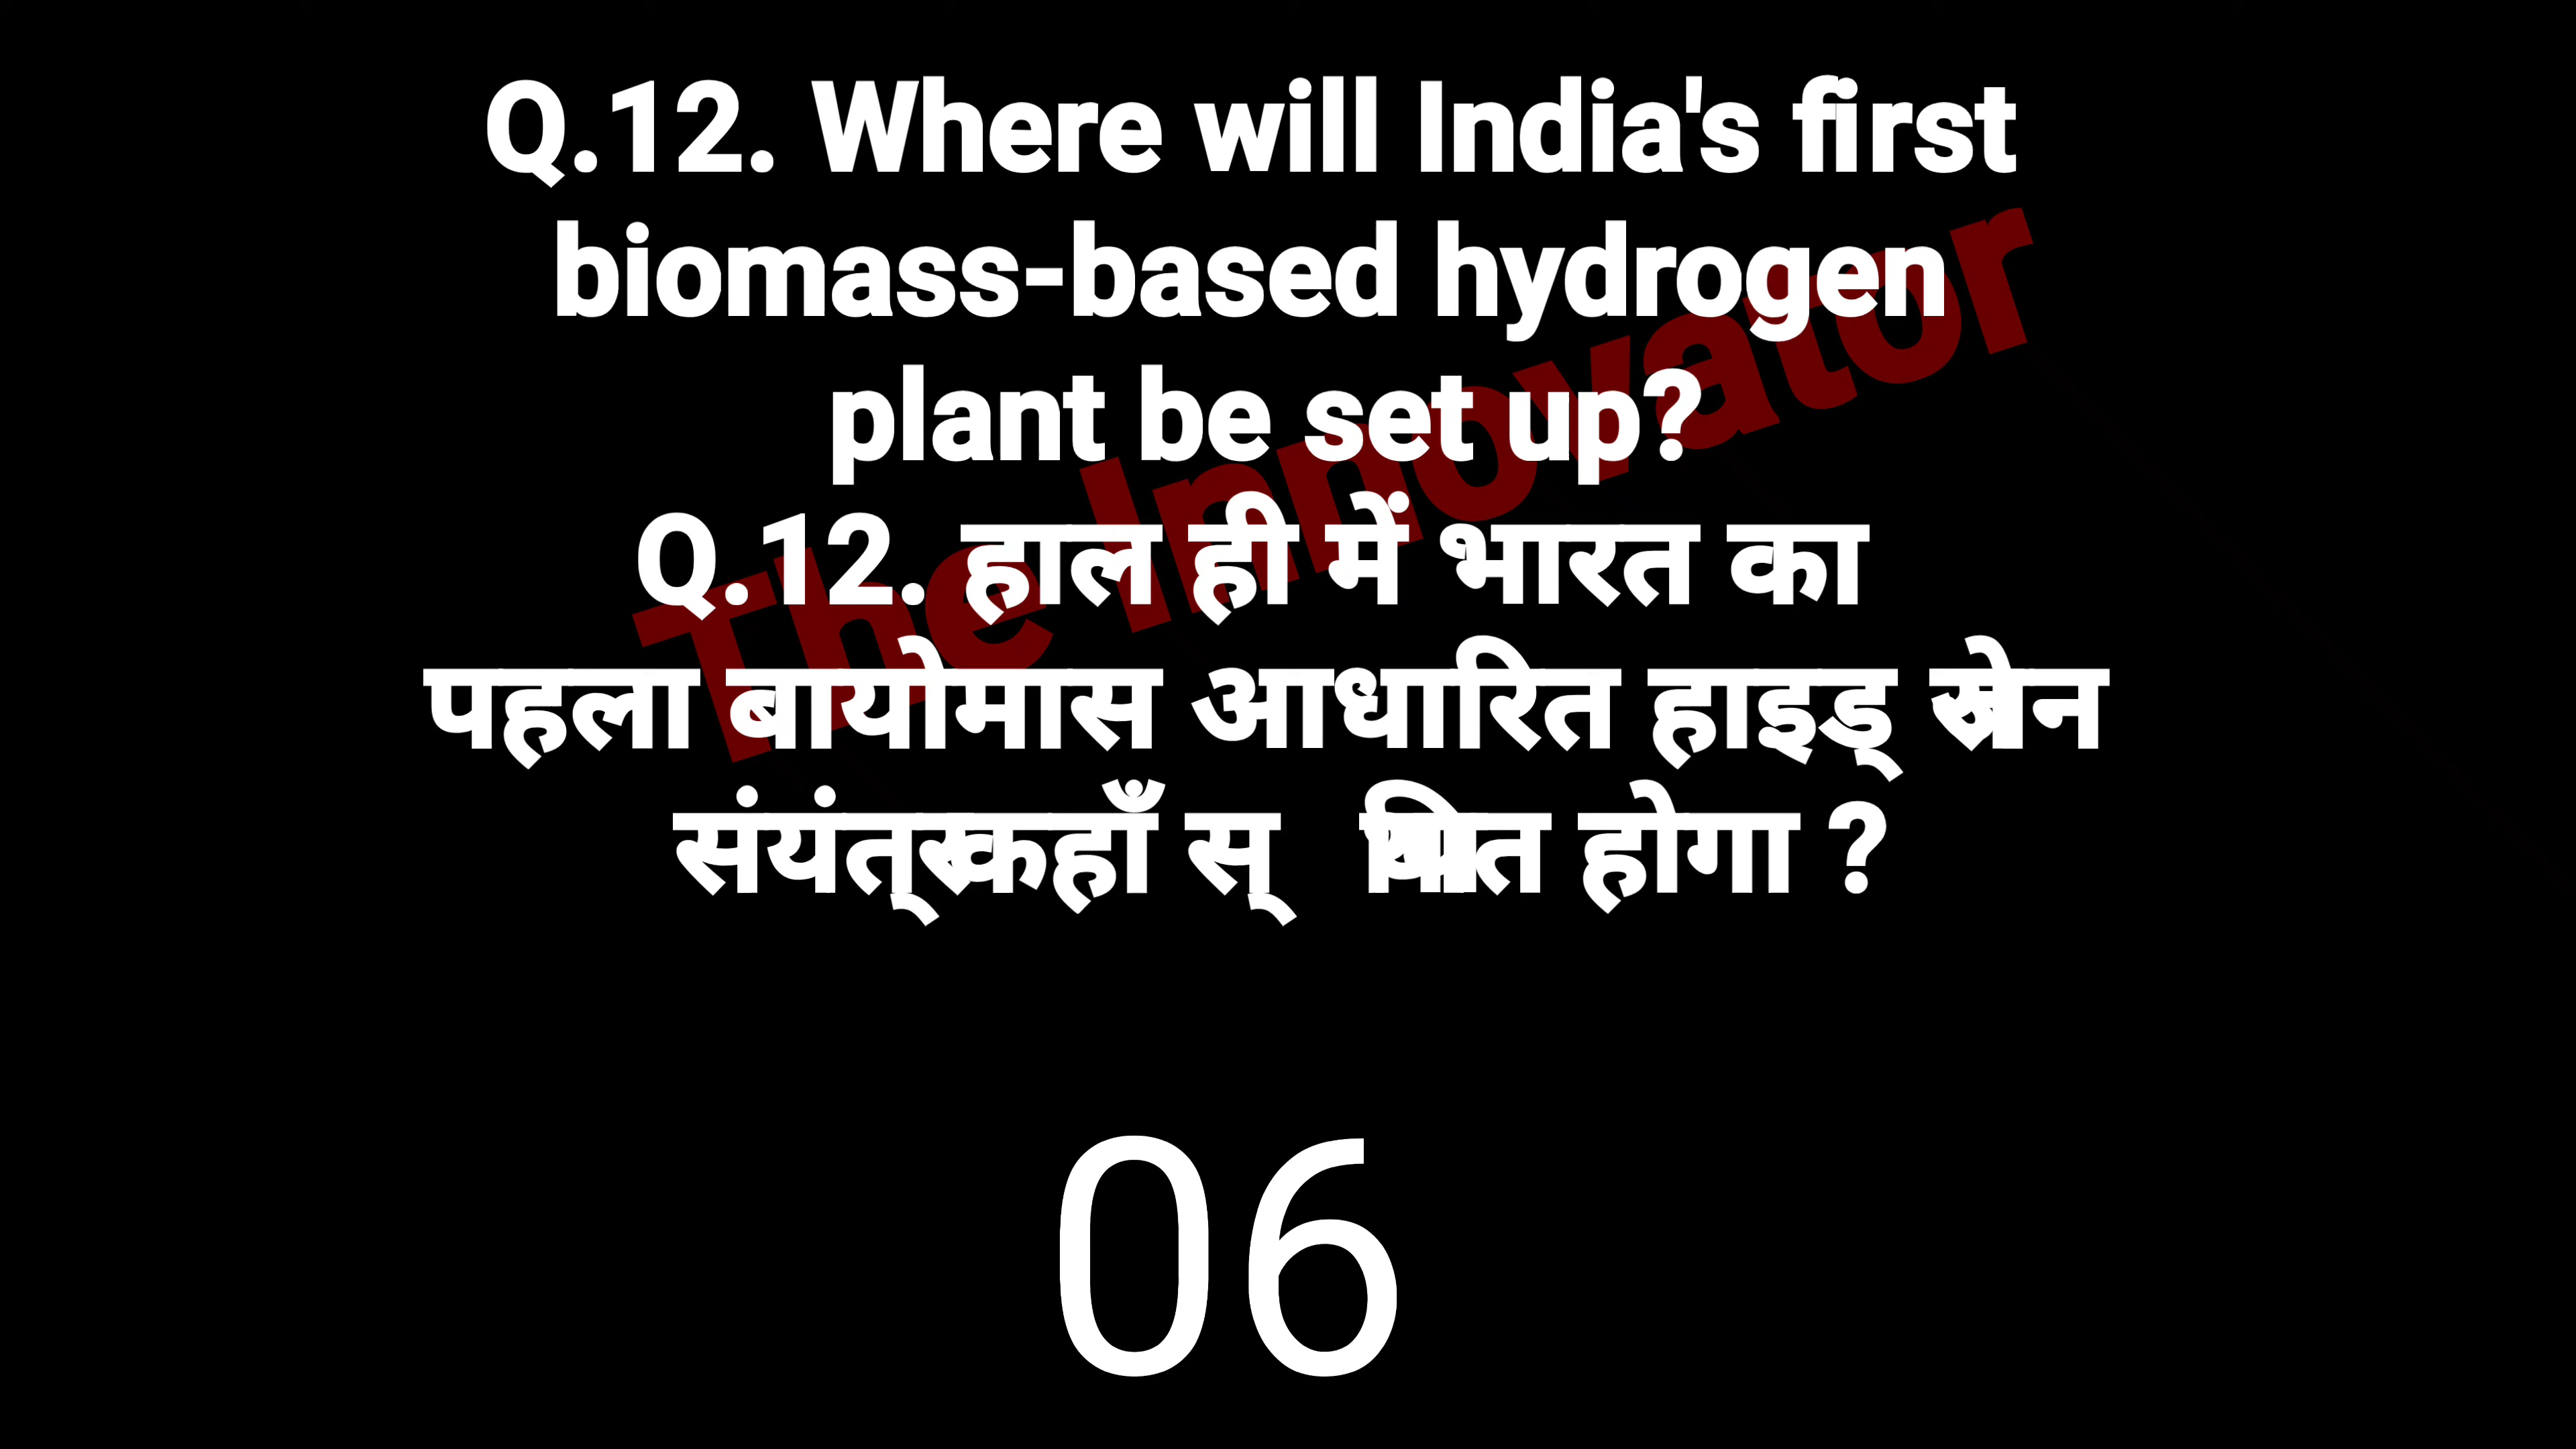 Q.12. Where will India's first
biomass-based hydrogen
plant be set up?
The Innovator
Q.12. हाल ही में भारत का
पहला बायोमास आधारित
कहाँ होगा ?
06